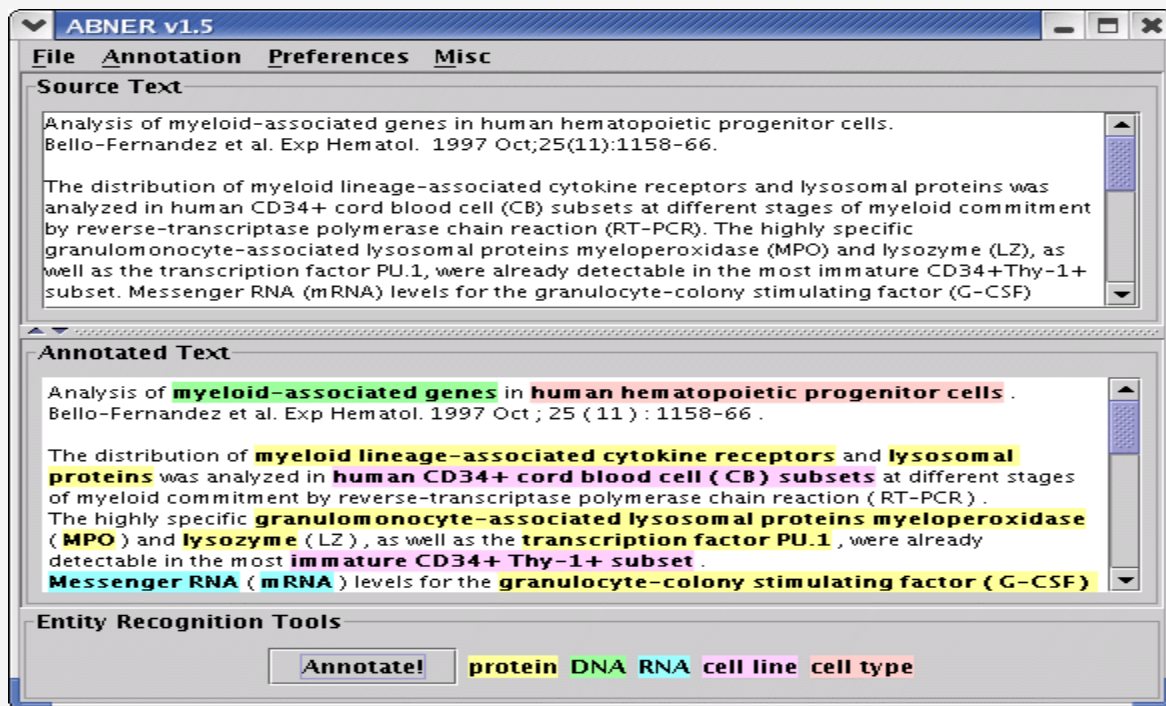 ABNER v1.5
File Annotation Preferences Misc
Source Text
Analysis of myeloid-associated genes in human hematopoietic progenitor cells.
Bello-Fernandez et al. Exp Hematol. 1997 Oct;25(11):1158-66.
The distribution of myeloid lineage-associated cytokine receptors and lysosomal proteins was
analyzed in human CD34+ cord blood cell (CB) subsets at different stages of myeloid commitment
by reverse-transcriptase polymerase chain reaction (RT-PCR). The highly specific
granulomonocyte-associated lysosomal proteins myeloperoxidase (MPO) and lysozyme (LZ), as
well as the transcription factor PU.1, were already detectable in the most immature CD34+Thy-1+
subset. Messenger RNA (mRNA) levels for the granulocyte-colony stimulating factor (G-CSF)
Annotated Text
Analysis of myeloid-associated genes in human hematopoietic progenitor cells .
Bello-Fernandez et al. Exp Hematol. 1997 Oct ; 25 ( 11 ) : 1158-66 .
The distribution of myeloid lineage-associated cytokine receptors and lysosomal
proteins was analyzed in human CD34+ cord blood cell ( CB ) subsets at different stages
of myeloid commitment by reverse-transcriptase polymerase chain reaction ( RT-PCR ) .
The highly specific granulomonocyte-associated lysosomal proteins myeloperoxidase
( MPO ) and lysozyme ( LZ ) , as well as the transcription factor PU.1 , were already
detectable in the most immature CD34+ Thy-1+ subset .
Messenger RNA ( mRNA ) levels for the granulocyte-colony stimulating factor ( G-CSF )
Entity Recognition Tools
Annotate! protein DNA RNA cell line cell type